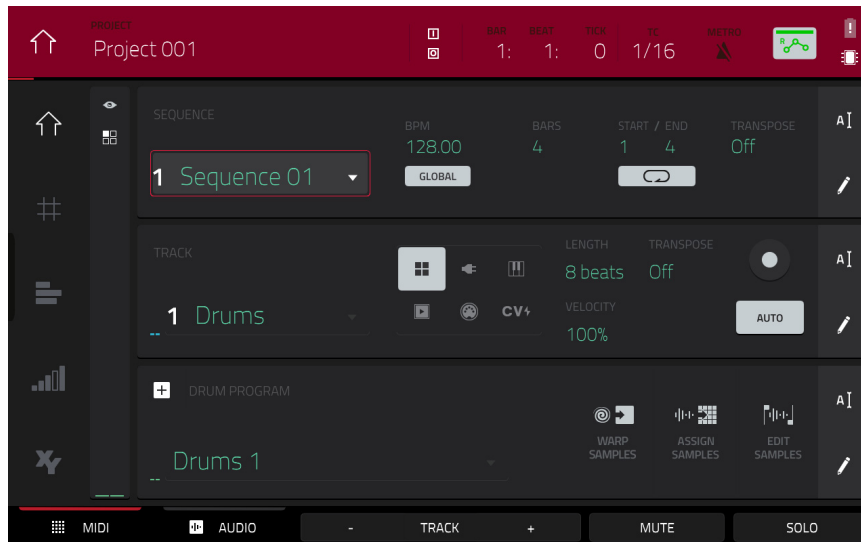 PROJECT
Project 001
BAR BEAT TICK TC METRO
1: 1: 0 1/16
R
SEQUENCE
1 Sequence 01
BPM BARS START / END TRANSPOSE
128.00 4 1 4 Off
GLOBAL
TRACK
1 Drums
CV
LENGTH TRANSPOSE
8 beats Off
VELOCITY
100%
AUTO
DRUM PROGRAM
Drums 1
WARP SAMPLES
ASSIGN SAMPLES
EDIT SAMPLES
XY
MIDI AUDIO - TRACK + MUTE SOLO